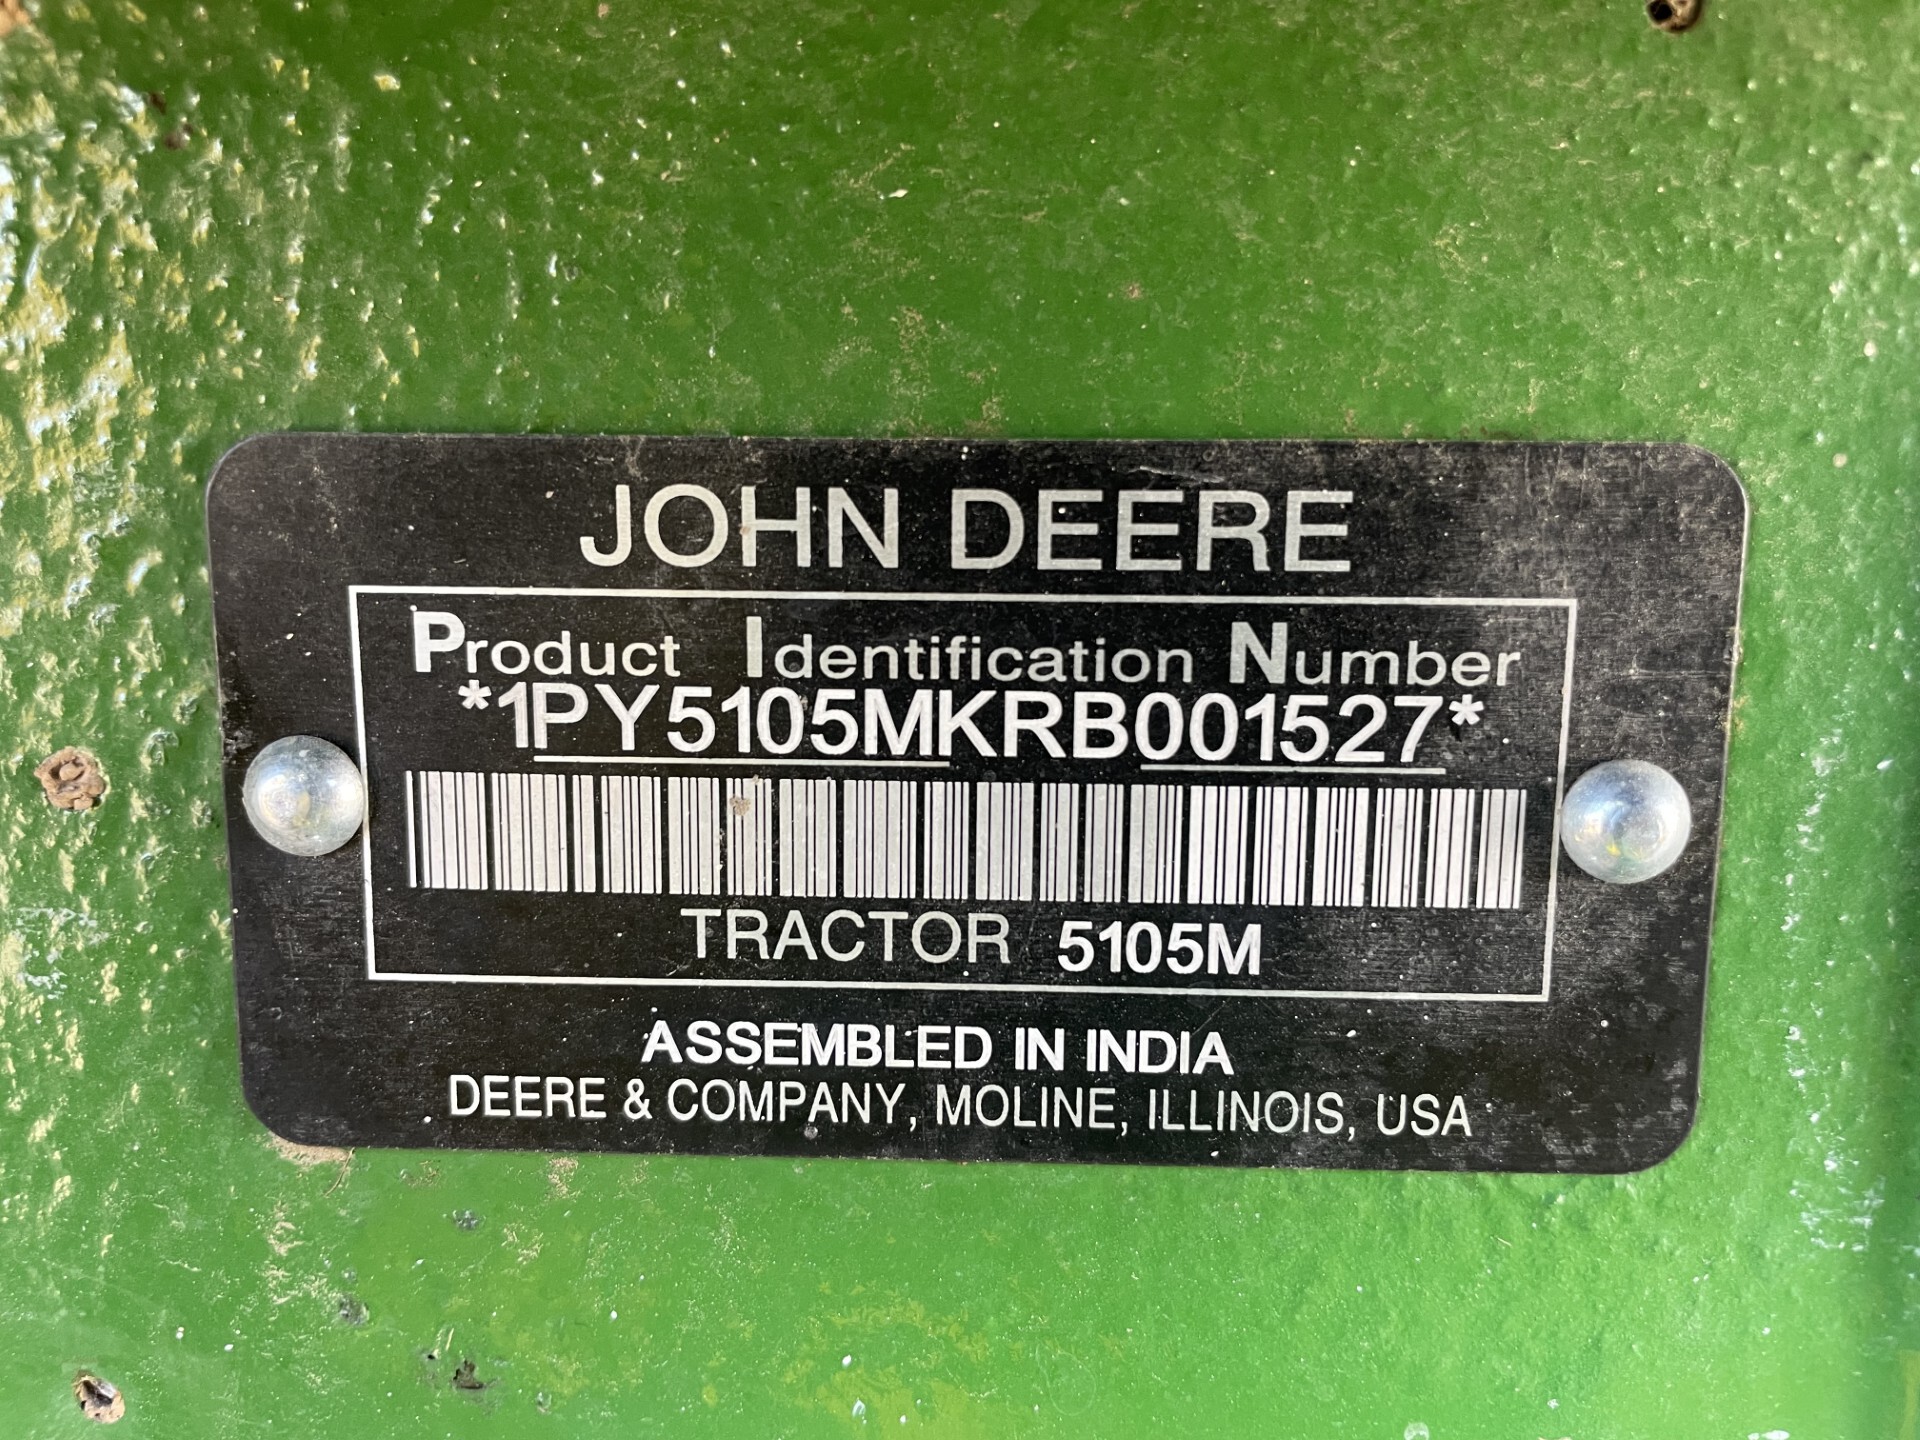 JOHN DEERE
Product Identification Number
*1PY5105MKRB001527*
TRACTOR 5105M
ASSEMBLED IN INDIA
DEERE & COMPANY, MOLINE, ILLINOIS, USA